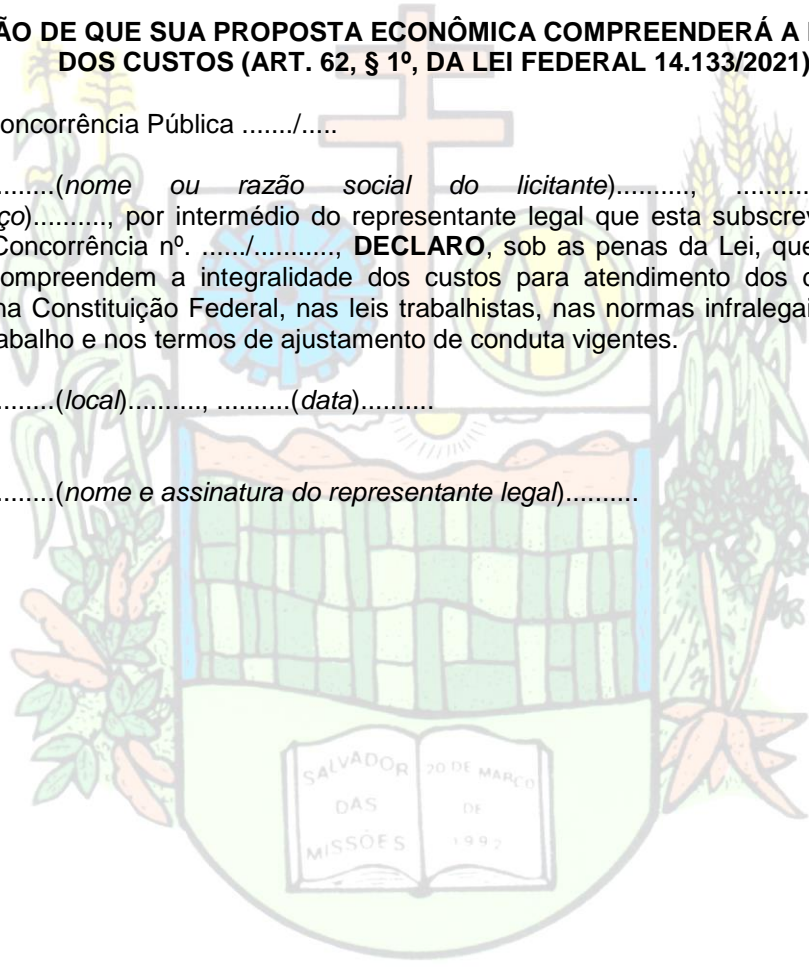 ÃO DE QUE SUA PROPOSTA ECONÔMICA COMPREENDERÁ A
DOS CUSTOS (ART. 62, § 1º, DA LEI FEDERAL 14.133/2021)
oncorrência Pública ......./.....
.........(nome ou razão social do licitante).........., ...........
ço).........., por intermédio do representante legal que esta subscrev
Concorrência nº. ....../..........., DECLARO, sob as penas da Lei, que
ompreendem a integralidade dos custos para atendimento dos
na Constituição Federal, nas leis trabalhistas, nas normas infralegai
abalho e nos termos de ajustamento de conduta vigentes.
.........(local).........., ..........(data)..........
.........(nome e assinatura do representante legal)..........
SALVADOR 20 DE MARÇO
DAS DE
MISSÕES 1992